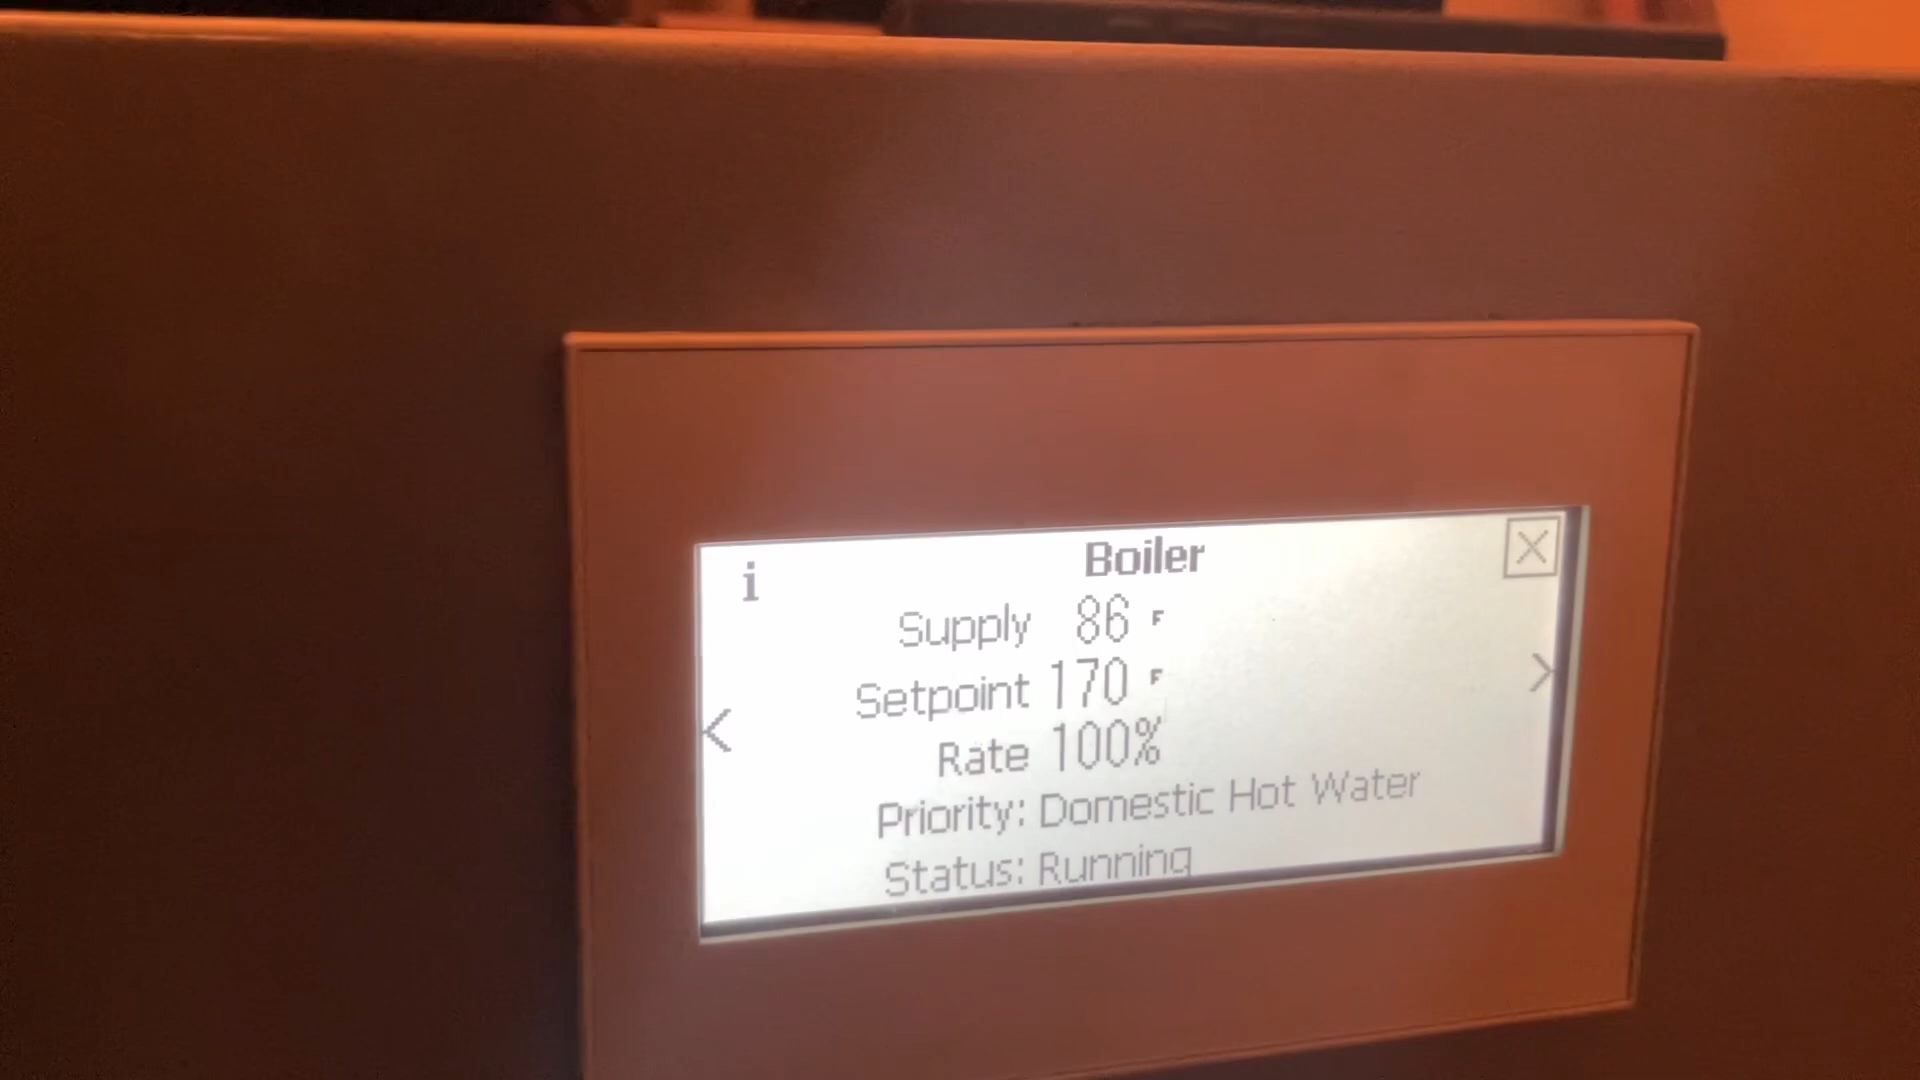 i Boiler X
Supply 86 F
Setpoint 170 F
Rate 100%
Priority: Domestic Hot Water
Status: Running